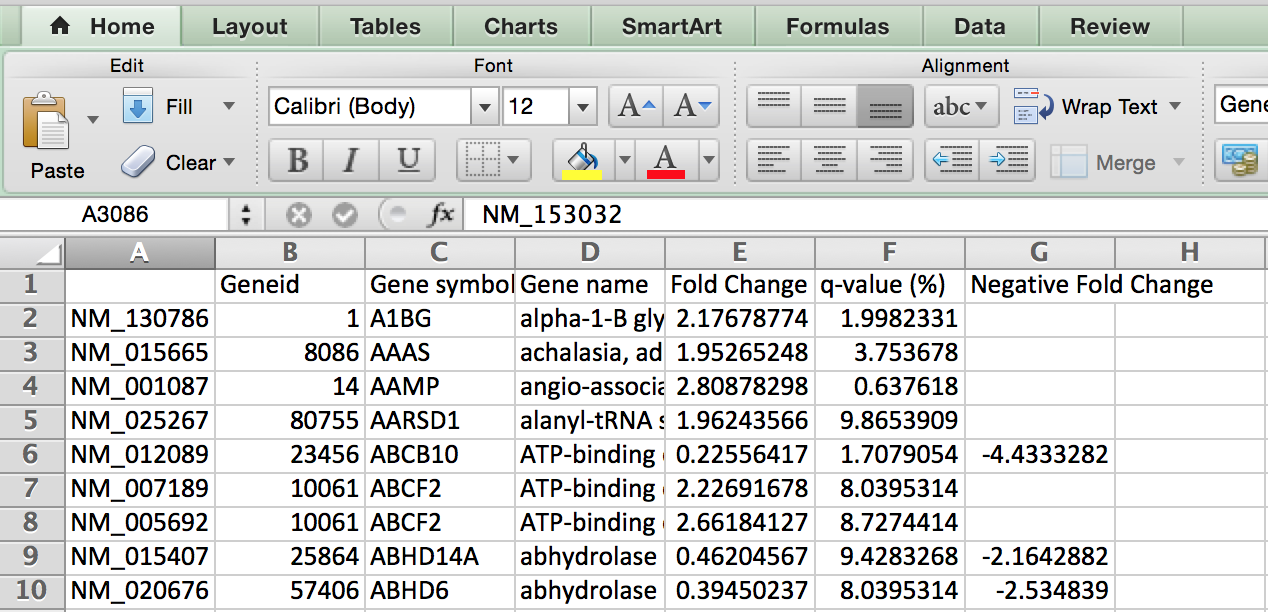 Home Layout Tables Charts SmartArt Formulas Data Review
Edit Font Alignment
Fill Calibri (Body) 12 A A abc Wrap Text
Paste Clear B I U A Merge
A3086 fx NM_153032
A B C D E F G H
1 Geneid Gene symbol Gene name Fold Change q-value (%) Negative Fold Change
2 NM_130786 1 A1BG alpha-1-B gly 2.17678774 1.9982331
3 NM_015665 8086 AAAS achalasia, ad 1.95265248 3.753678
4 NM_001087 14 AAMP angio-associa 2.80878298 0.637618
5 NM_025267 80755 AARSD1 alanyl-tRNA s 1.96243566 9.8653909
6 NM_012089 23456 ABCB10 ATP-binding 0.22556417 1.7079054 -4.4333282
7 NM_007189 10061 ABCF2 ATP-binding 2.22691678 8.0395314
8 NM_005692 10061 ABCF2 ATP-binding 2.66184127 8.7274414
9 NM_015407 25864 ABHD14A abhydrolase 0.46204567 9.4283268 -2.1642882
10 NM_020676 57406 ABHD6 abhydrolase 0.39450237 8.0395314 -2.534839